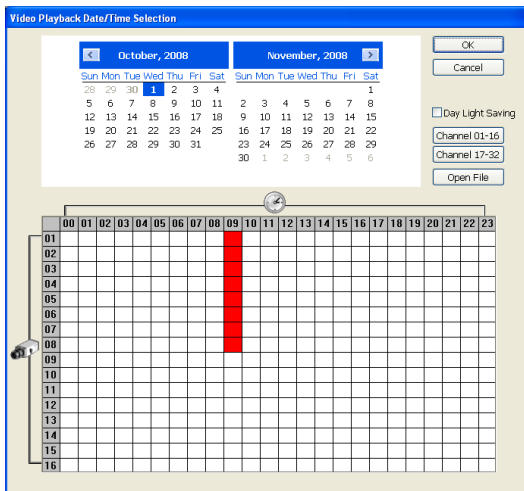 Video Playback Date/Time Selection
October, 2008 November, 2008
Sun Mon Tue Wed Thu Fri Sat Sun Mon Tue Wed Thu Fri Sat
28 29 30 1 2 3 4 1
5 6 7 8 9 10 11 2 3 4 5 6 7 8
12 13 14 15 16 17 18 9 10 11 12 13 14 15
19 20 21 22 23 24 25 16 17 18 19 20 21 22
26 27 28 29 30 31 23 24 25 26 27 28 29
30 1 2 3 4 5 6
OK
Cancel
Day Light Saving
Channel 01-16
Channel 17-32
Open File
00 01 02 03 04 05 06 07 08 09 10 11 12 13 14 15 16 17 18 19 20 21 22 23
01
02
03
04
05
06
07
08
09
10
11
12
13
14
15
16